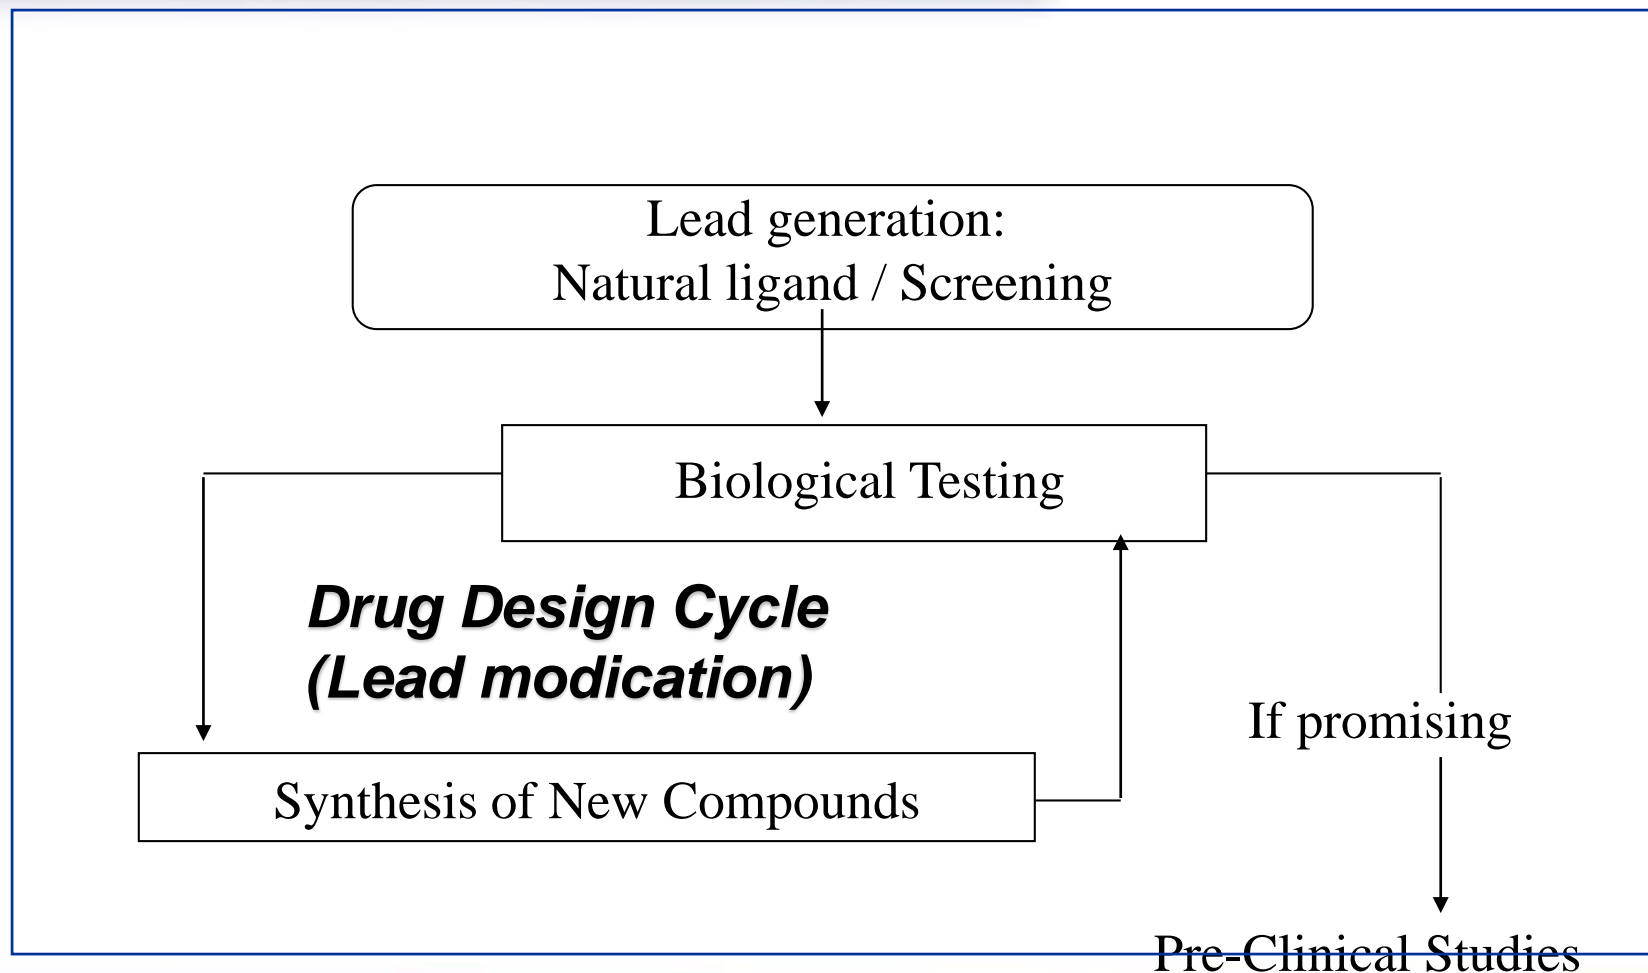 Lead generation:
Natural ligand / Screening
Biological Testing
Drug Design Cycle
(Lead modication)
If promising
Synthesis of New Compounds
Pre-Clinical Studies